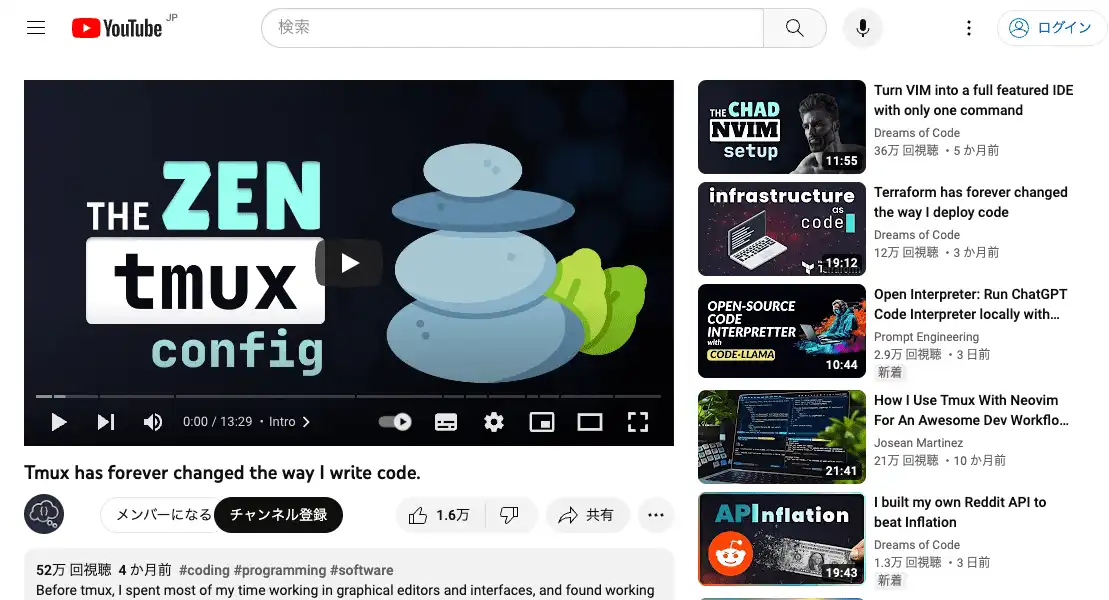 YouTube JP
検索
ログイン
THE ZEN
tmux
config
0:00 / 13:29 • Intro
Tmux has forever changed the way I write code.
メンバーになる
チャンネル登録
1.6万
共有
52万 回視聴 4 か月前 #coding #programming #software
Before tmux, I spent most of my time working in graphical editors and interfaces, and found working
THE CHAD
NVIM
setup
11:55
Turn VIM into a full featured IDE
with only one command
Dreams of Code
36万 回視聴 • 5 か月前
infrastructure
as
code
19:12
Terraform has forever changed
the way I deploy code
Dreams of Code
12万 回視聴 • 3 か月前
OPEN-SOURCE
CODE
INTERPRETTER
with
CODE-LLAMA
10:44
Open Interpreter: Run ChatGPT
Code Interpreter locally with…
Prompt Engineering
2.9万 回視聴 • 3 日前
新着
21:41
How I Use Tmux With Neovim
For An Awesome Dev Workflo…
Josean Martinez
21万 回視聴 • 10 か月前
APInflation
19:43
I built my own Reddit API to
beat Inflation
Dreams of Code
1.3万 回視聴 • 3 日前
新着